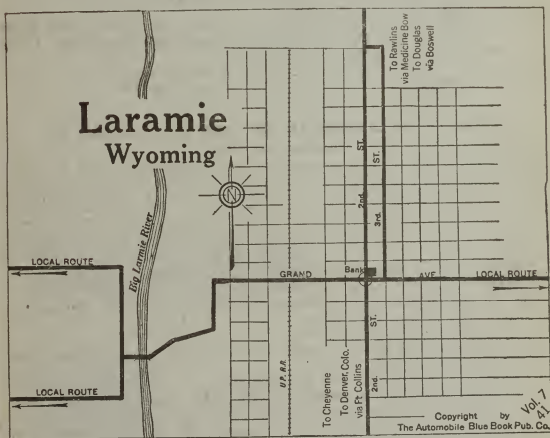 Laramie
Wyoming
To Rawlins
via Medicine Bow
To Douglas
via Boswell
ST.
ST.
2nd.
3rd.
Big Larmie River
LOCAL ROUTE
GRAND
Bank
AVE
LOCAL ROUTE
U.P. R.R.
ST.
2nd.
To Cheyenne
To Denver, Colo.
via Ft Collins
LOCAL ROUTE
Vol. 7
41
Copyright by
The Automobile Blue Book Pub. Co.
N